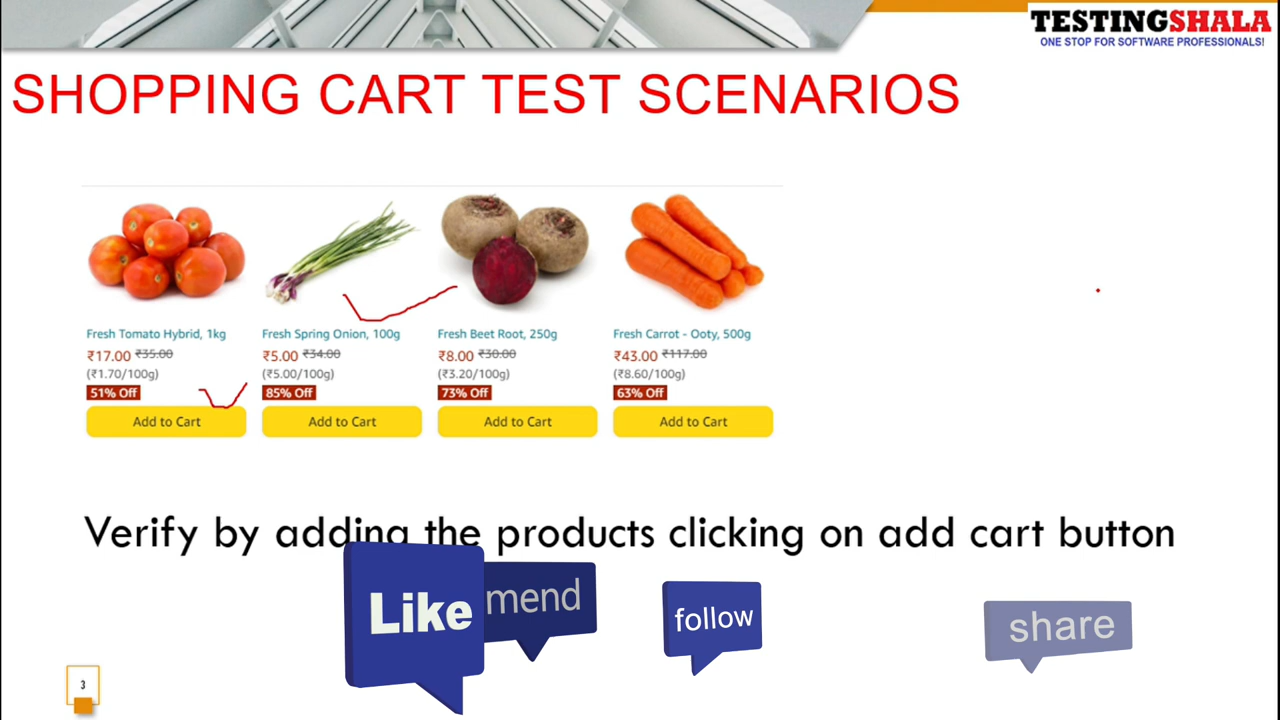 TESTINGSHALA
ONE STOP FOR SOFTWARE PROFESSIONALS!
SHOPPING CART TEST SCENARIOS
Fresh Tomato Hybrid, 1kg
₹17.00 ₹35.00
(₹1.70/100g)
51% Off
Add to Cart
Fresh Spring Onion, 100g
₹5.00 ₹34.00
(₹5.00/100g)
85% Off
Add to Cart
Fresh Beet Root, 250g
₹8.00 ₹30.00
(₹3.20/100g)
73% Off
Add to Cart
Fresh Carrot - Ooty, 500g
₹43.00 ₹117.00
(₹8.60/100g)
63% Off
Add to Cart
Verify by adding the products clicking on add cart button
Like
mend
follow
share
3